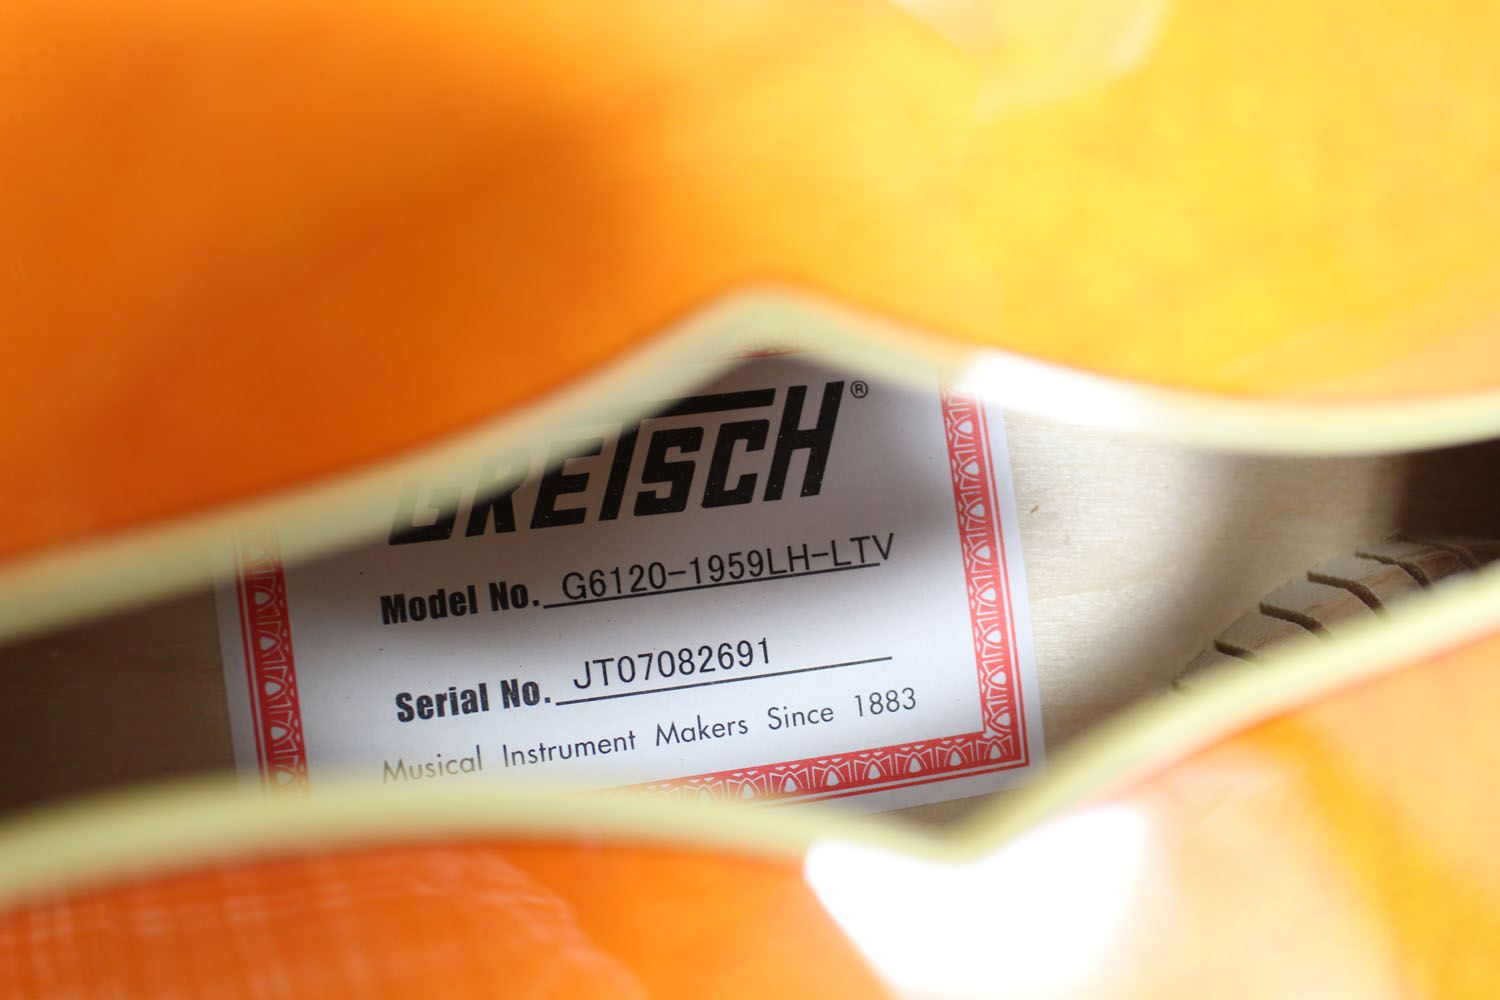 GRETSCH®
Model No. G6120-1959LH-LTV
Serial No. JT07082691
Musical Instrument Makers Since 1883